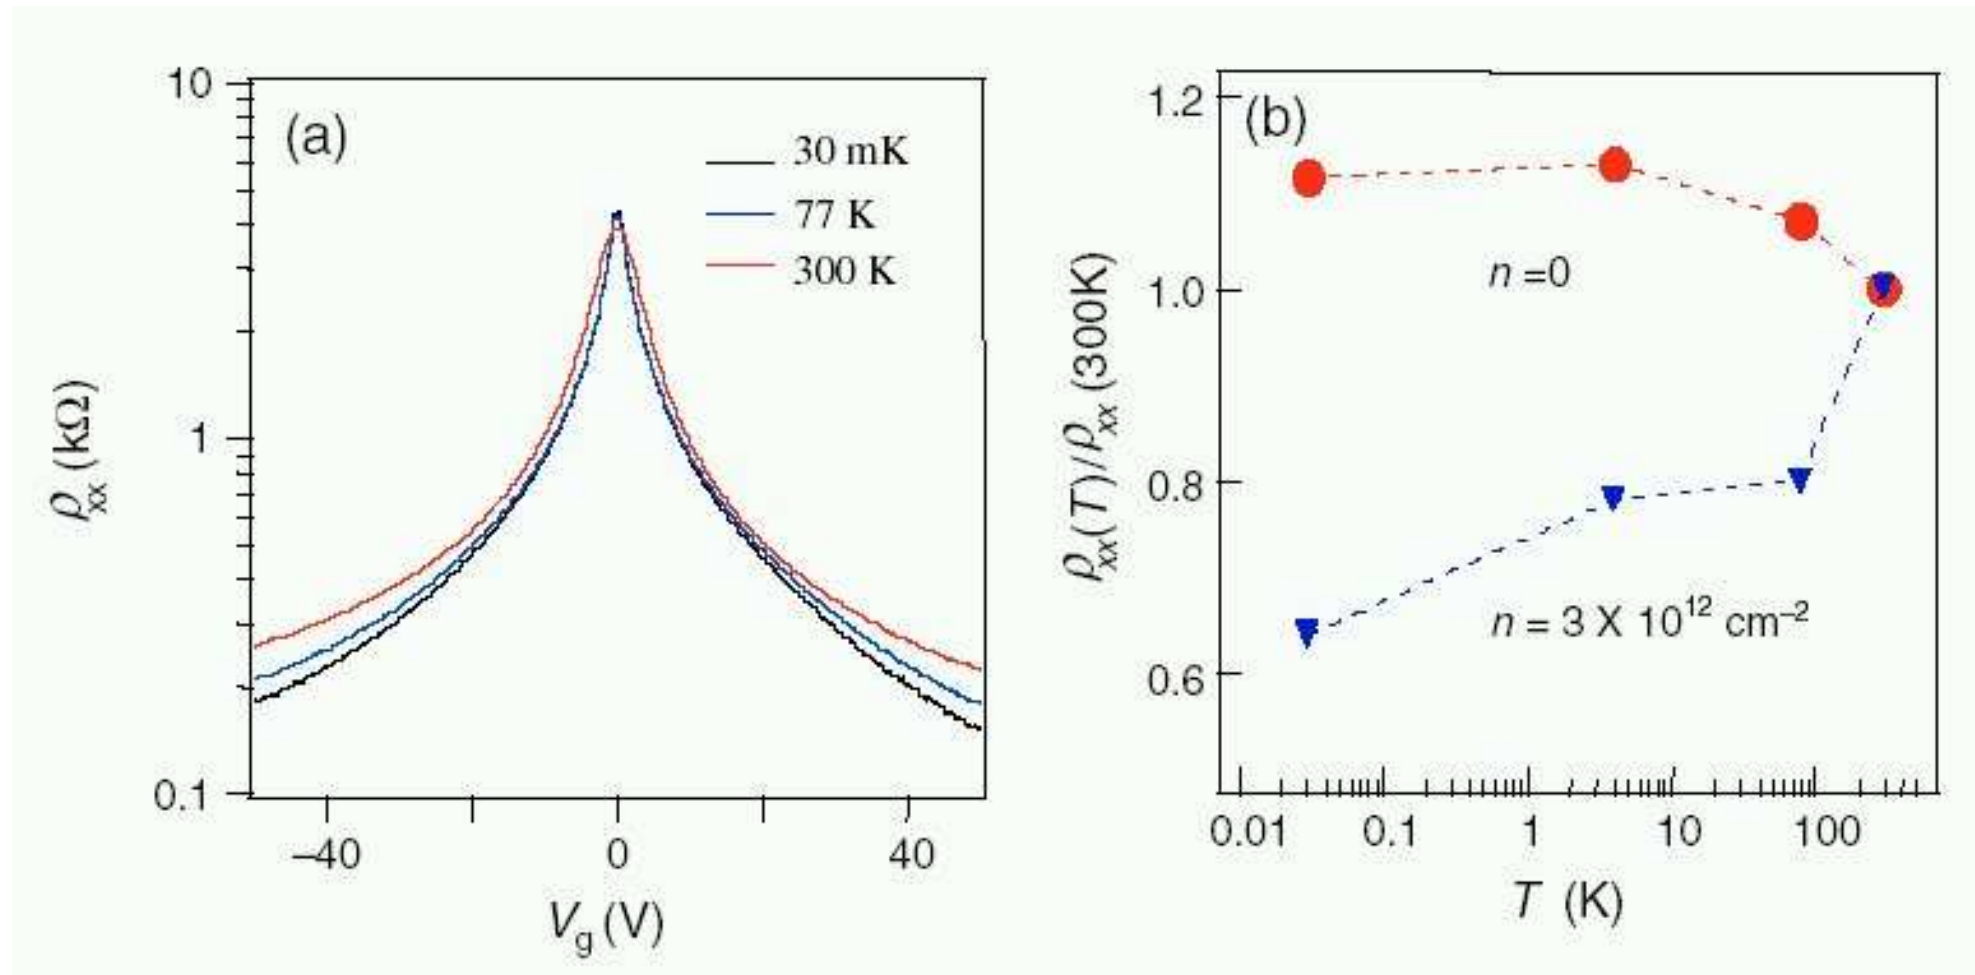 (a)
30 mK
77 K
300 K
10
1
0.1
ρxx (kΩ)
–40
0
40
Vg (V)
(b)
n =0
n = 3 X 10¹² cm⁻²
1.2
1.0
0.8
0.6
ρxx(T)/ρxx (300K)
0.01
0.1
1
10
100
T (K)